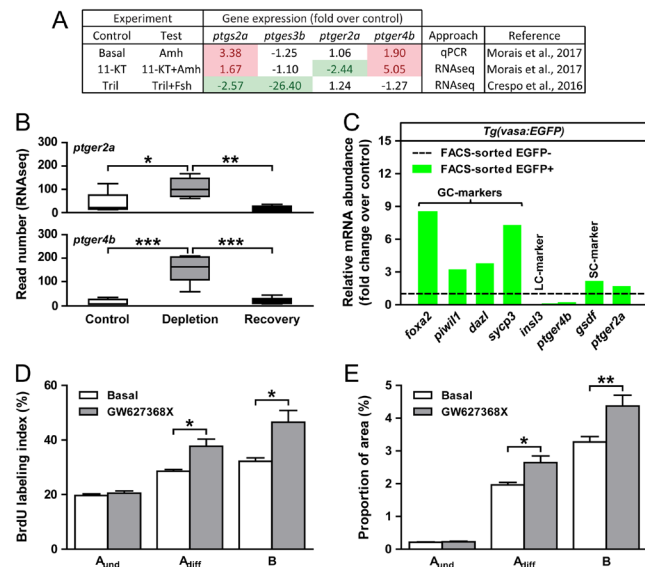 A
Experiment Gene expression (fold over control)
Control Test ptgs2a ptges3b ptger2a ptger4b Approach Reference
Basal Amh 3.38 -1.25 1.06 1.90 qPCR Morais et al., 2017
11-KT 11-KT+Amh 1.67 -1.10 -2.44 5.05 RNAseq Morais et al., 2017
Tril Tril+Fsh -2.57 -26.40 1.24 -1.27 RNAseq Crespo et al., 2016
B
Read number (RNAseq)
ptger2a
* **
200
100
0
ptger4b
*** ***
200
100
0
Control Depletion Recovery
C
Tg(vasa:EGFP)
FACS-sorted EGFP-
FACS-sorted EGFP+
Relative mRNA abundance
(fold change over control)
15
12
9
6
3
0
GC-markers
LC-marker
SC-marker
foxa2 piwil1 dazl sycp3 insl3 ptger4b gsdf ptger2a
D
BrdU labeling index (%)
60
40
20
0
Basal
GW627368X
* *
Aund Adiff B
E
Proportion of area (%)
5
4
3
2
1
0
Basal
GW627368X
* **
Aund Adiff B